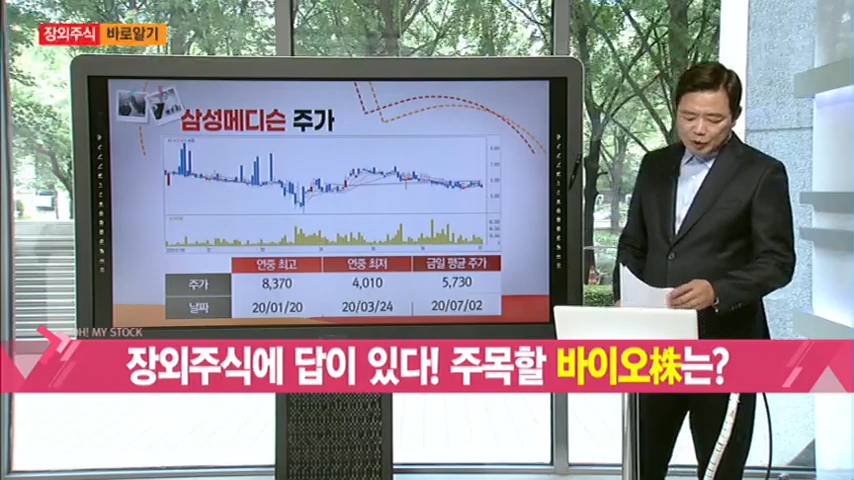 장외주식 바로알기
삼성메디슨 주가
연중 최고 연중 최저 금일 평균 주가
주가 8,370 4,010 5,730
날짜 20/01/20 20/03/24 20/07/02
OH! MY STOCK
장외주식에 답이 있다! 주목할 바이오株는?